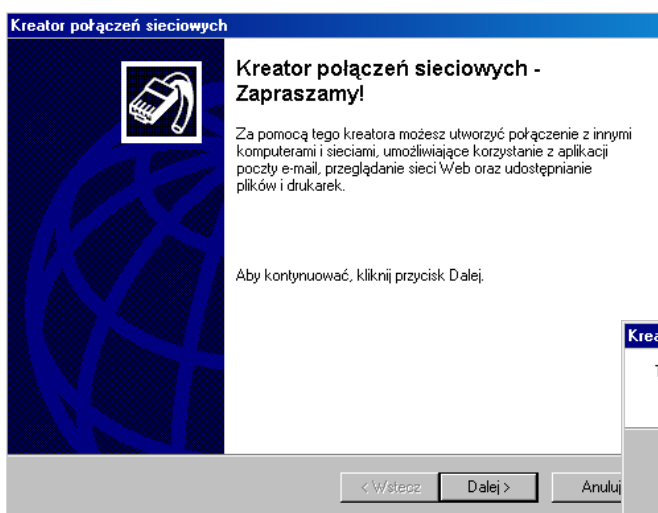 Kreator połączeń sieciowych
Kreator połączeń sieciowych -
Zapraszamy!
Za pomocą tego kreatora możesz utworzyć połączenie z innymi
komputerami i sieciami, umożliwiające korzystanie z aplikacji
poczty e-mail, przeglądanie sieci Web oraz udostępnianie
plików i drukarek.
Aby kontynuować, kliknij przycisk Dalej.
< Wstecz
Dalej >